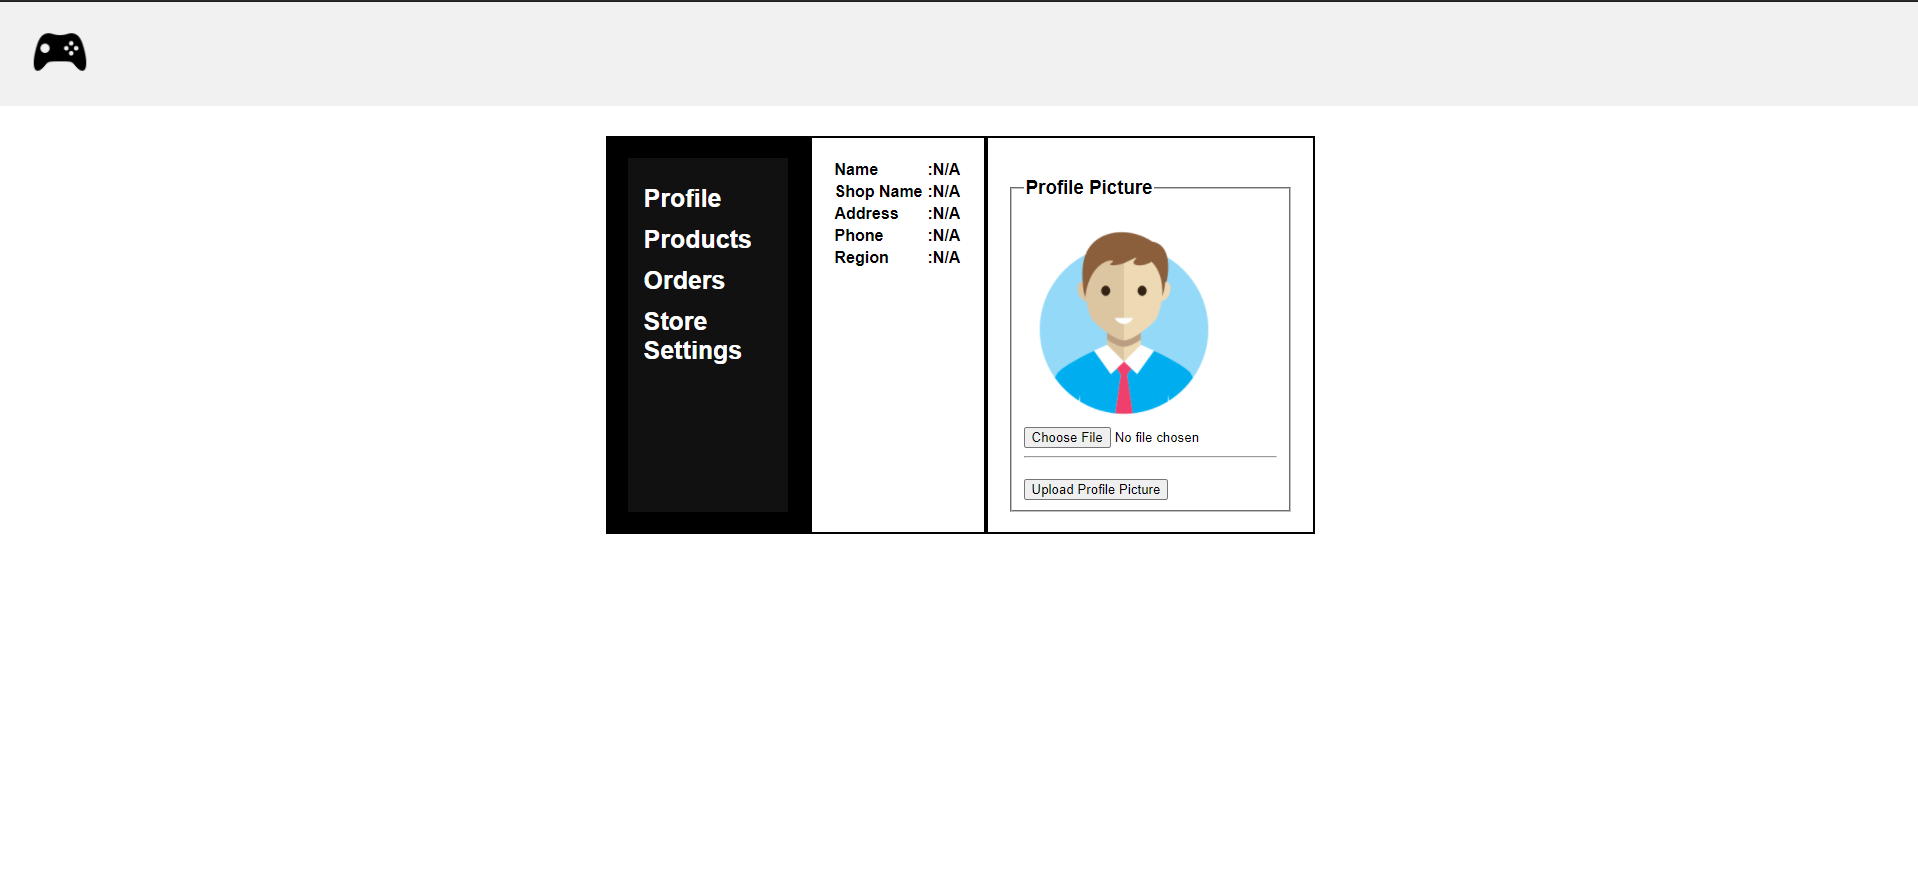 Profile
Products
Orders
Store
Settings
Name :N/A
Shop Name :N/A
Address :N/A
Phone :N/A
Region :N/A
Profile Picture
Choose File No file chosen
Upload Profile Picture